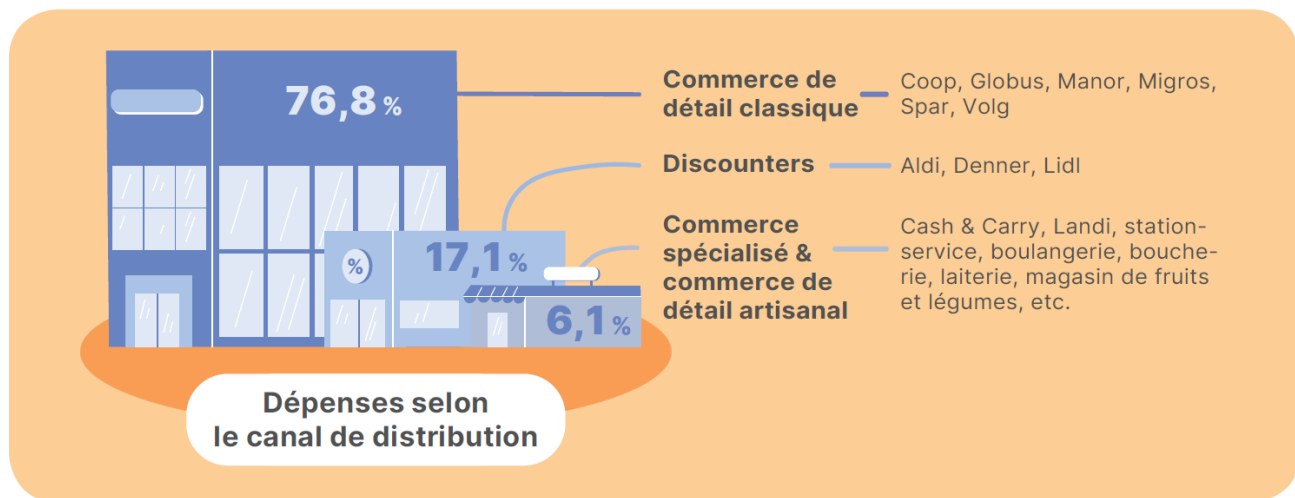 76,8 %
Commerce de
détail classique
Coop, Globus, Manor, Migros,
Spar, Volg
Discounters
Aldi, Denner, Lidl
%
17,1 %
Commerce
spécialisé &
commerce de
détail artisanal
Cash & Carry, Landi, station-
service, boulangerie, bouche-
rie, laiterie, magasin de fruits
et légumes, etc.
6,1 %
Dépenses selon
le canal de distribution